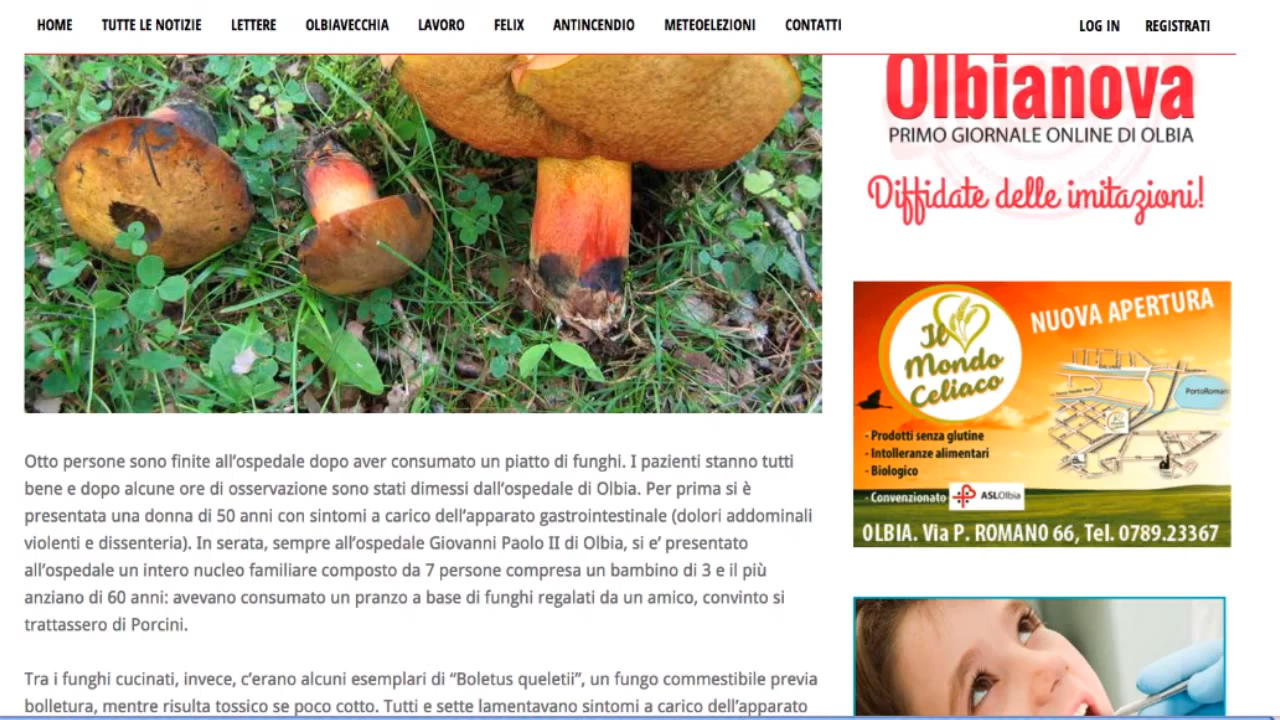 HOME TUTTE LE NOTIZIE LETTERE OLBIAVECCHIA LAVORO FELIX ANTINCENDIO METEOELEZIONI CONTATTI LOG IN REGISTRATI
Olbianova
PRIMO GIORNALE ONLINE DI OLBIA
Diffidate delle imitazioni!
Il
Mondo
Celiaco
NUOVA APERTURA
PortoRoman
- Prodotti senza glutine
- Intolleranze alimentari
- Biologico
- Convenzionato ASLOlbia
OLBIA. Via P. ROMANO 66, Tel. 0789.23367
Otto persone sono finite all’ospedale dopo aver consumato un piatto di funghi. I pazienti stanno tutti
bene e dopo alcune ore di osservazione sono stati dimessi dall’ospedale di Olbia. Per prima si è
presentata una donna di 50 anni con sintomi a carico dell’apparato gastrointestinale (dolori addominali
violenti e dissenteria). In serata, sempre all’ospedale Giovanni Paolo II di Olbia, si e’ presentato
all’ospedale un intero nucleo familiare composto da 7 persone compresa un bambino di 3 e il più
anziano di 60 anni: avevano consumato un pranzo a base di funghi regalati da un amico, convinto si
trattassero di Porcini.
Tra i funghi cucinati, invece, c’erano alcuni esemplari di “Boletus queletii”, un fungo commestibile previa
bolletura, mentre risulta tossico se poco cotto. Tutti e sette lamentavano sintomi a carico dell’apparato